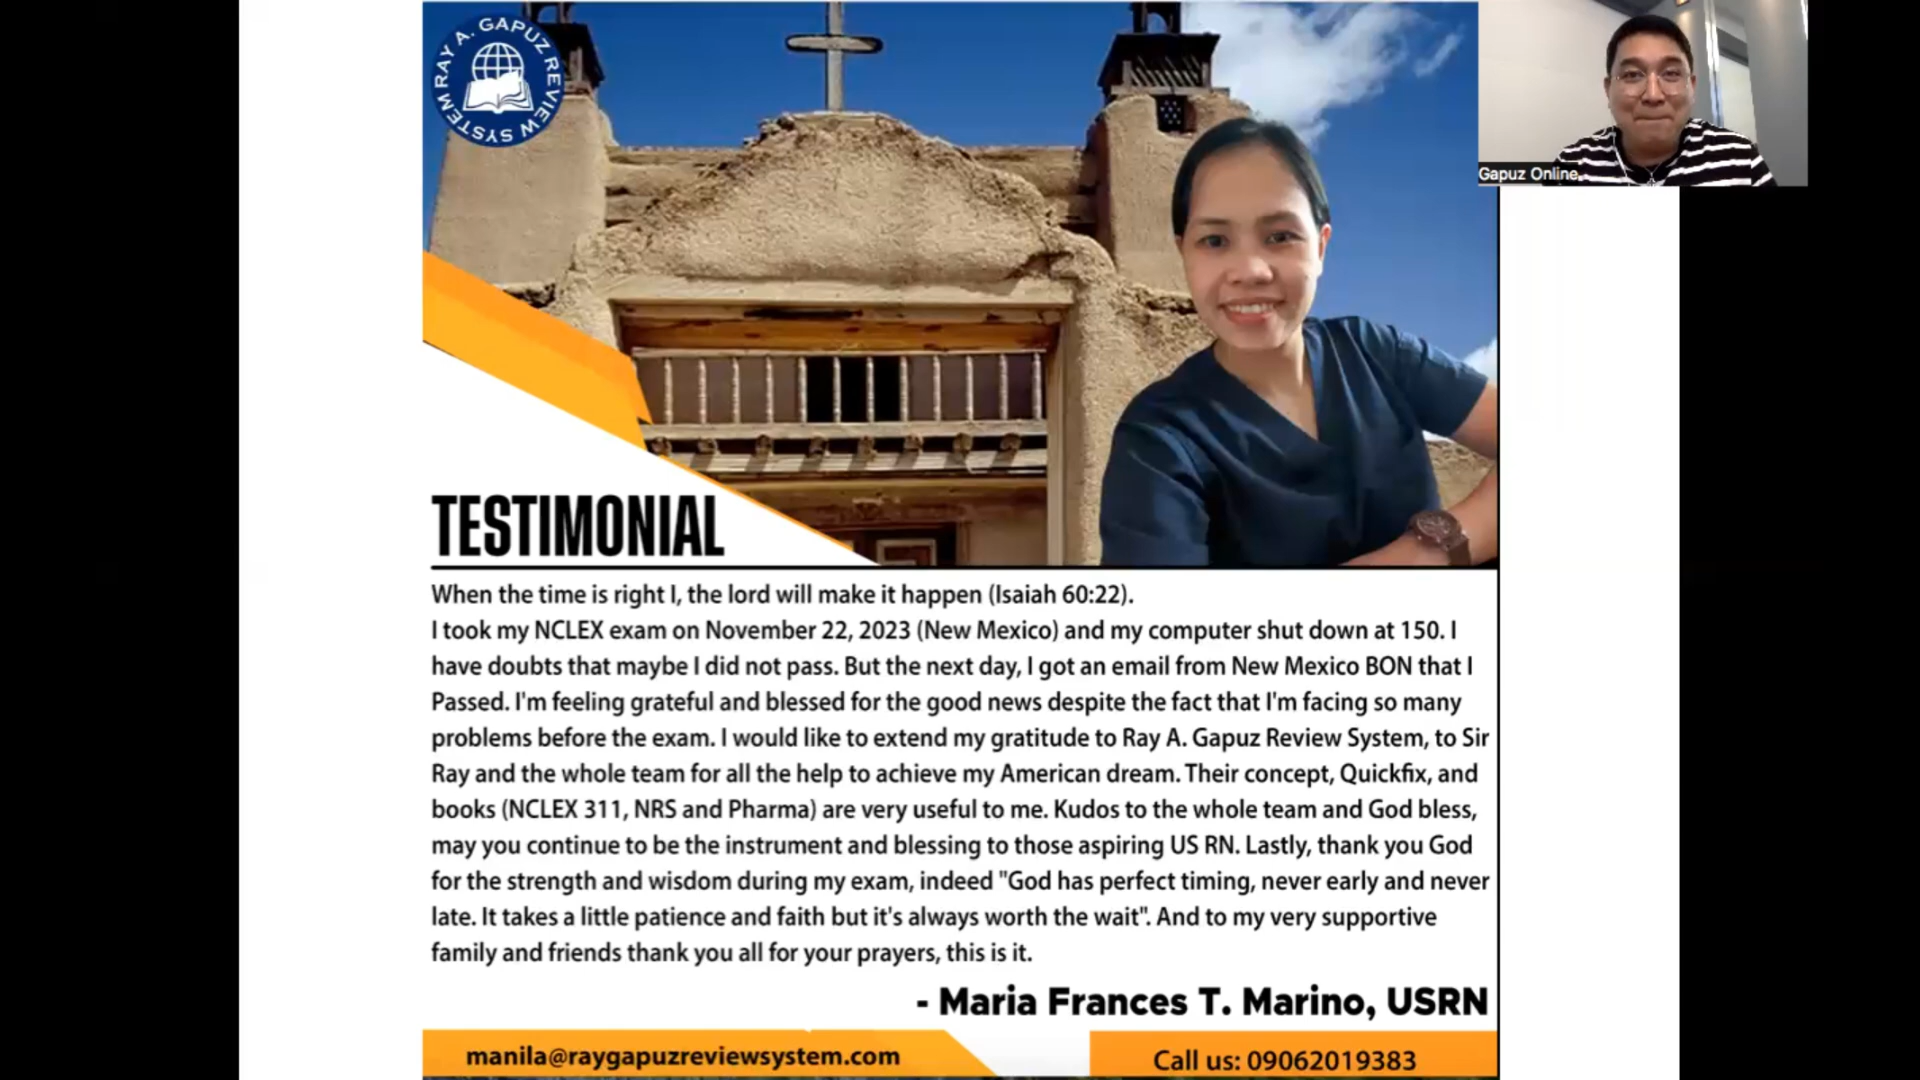 RAY A. GAPUZ REVIEW SYSTEM
Gapuz Online
TESTIMONIAL
When the time is right I, the lord will make it happen (Isaiah 60:22).
I took my NCLEX exam on November 22, 2023 (New Mexico) and my computer shut down at 150. I
have doubts that maybe I did not pass. But the next day, I got an email from New Mexico BON that I
Passed. I'm feeling grateful and blessed for the good news despite the fact that I'm facing so many
problems before the exam. I would like to extend my gratitude to Ray A. Gapuz Review System, to Sir
Ray and the whole team for all the help to achieve my American dream. Their concept, Quickfix, and
books (NCLEX 311, NRS and Pharma) are very useful to me. Kudos to the whole team and God bless,
may you continue to be the instrument and blessing to those aspiring US RN. Lastly, thank you God
for the strength and wisdom during my exam, indeed "God has perfect timing, never early and never
late. It takes a little patience and faith but it's always worth the wait". And to my very supportive
family and friends thank you all for your prayers, this is it.
- Maria Frances T. Marino, USRN
manila@raygapuzreviewsystem.com
Call us: 09062019383